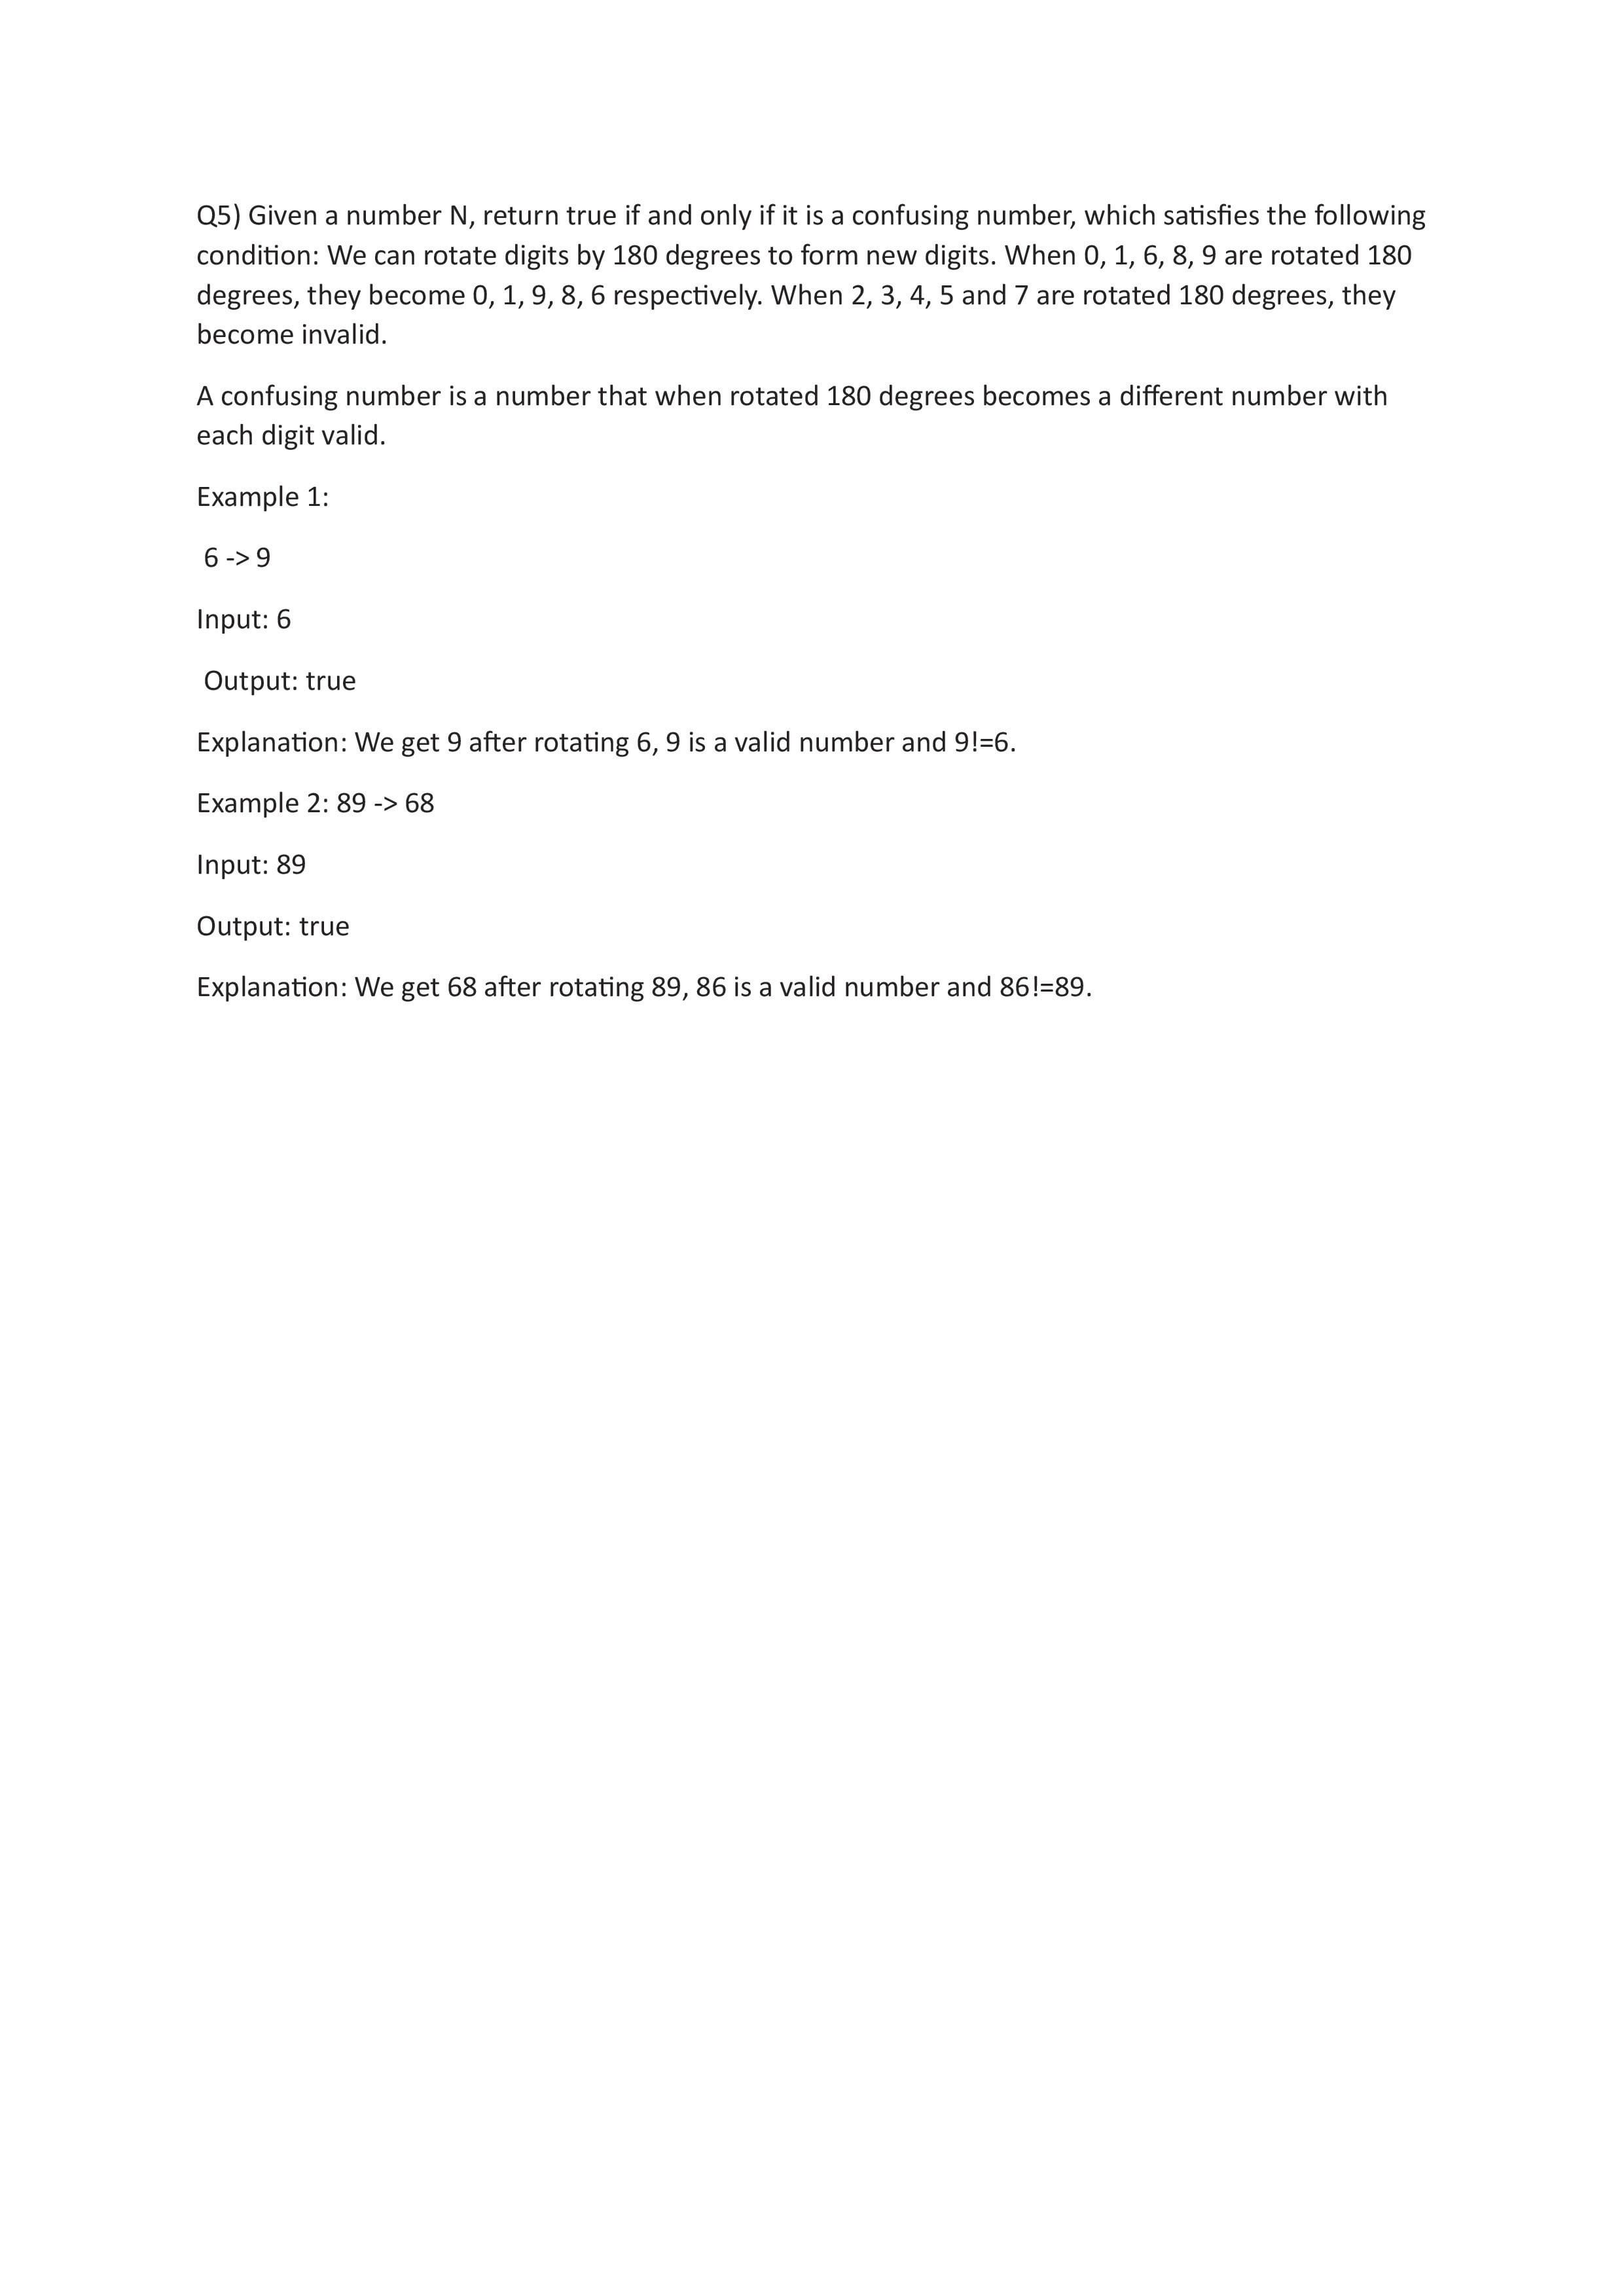 Q5) Given a number N, return true if and only if it is a confusing number, which satisfies the following
condition: We can rotate digits by 180 degrees to form new digits. When 0, 1, 6, 8, 9 are rotated 180
degrees, they become 0, 1, 9, 8, 6 respectively. When 2, 3, 4, 5 and 7 are rotated 180 degrees, they
become invalid.
A confusing number is a number that when rotated 180 degrees becomes a different number with
each digit valid.
Example 1:
6 -> 9
Input: 6
Output: true
Explanation: We get 9 after rotating 6, 9 is a valid number and 9!=6.
Example 2: 89 -> 68
Input: 89
Output: true
Explanation: We get 68 after rotating 89, 86 is a valid number and 86!=89.